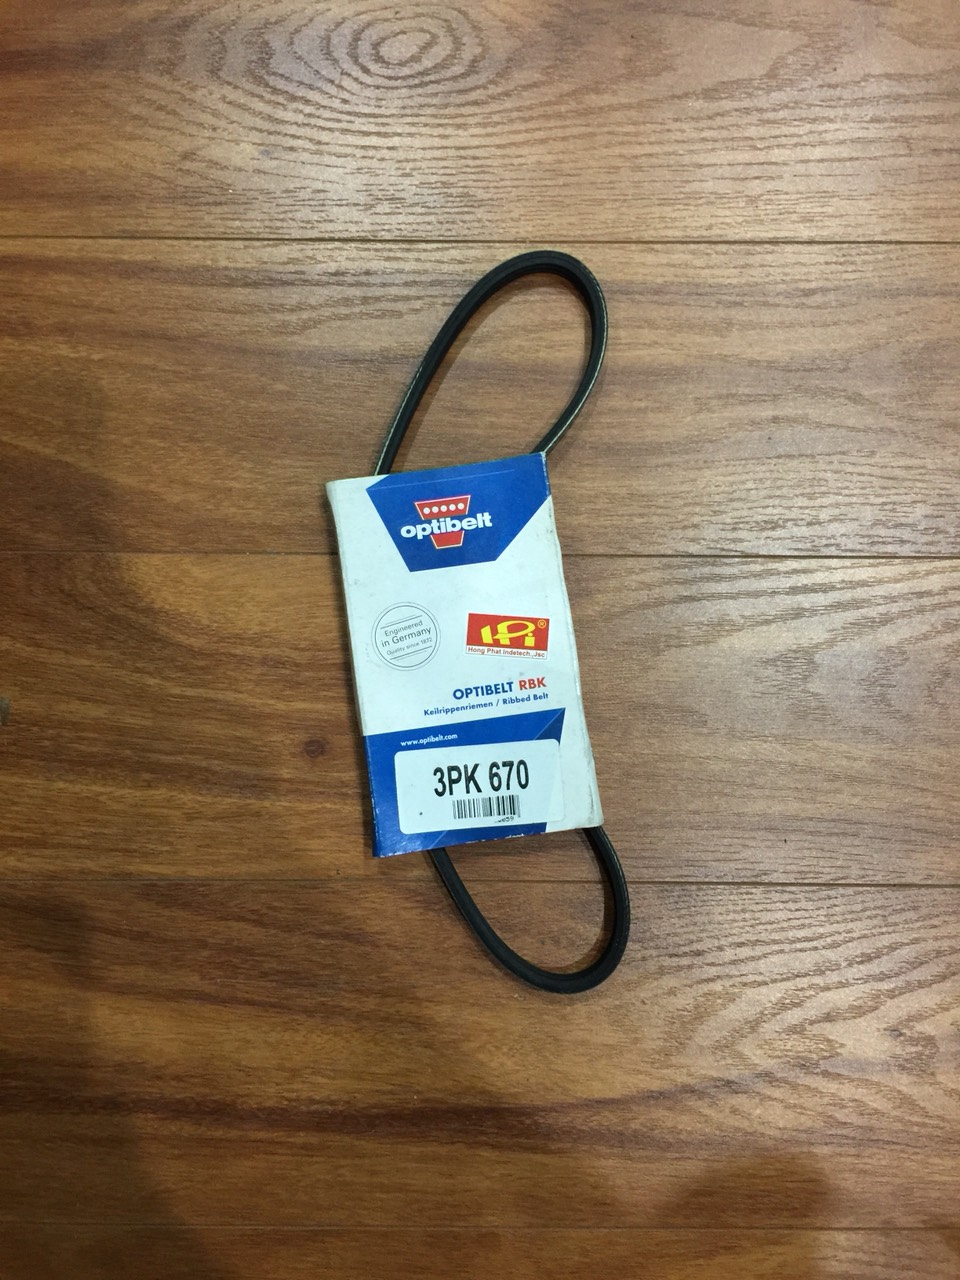 optibelt
Engineered
in Germany
Quality since 1872
HPi®
Hong Phat Indetech.,Jsc
OPTIBELT RBK
Keilrippenriemen / Ribbed Belt
www.optibelt.com
3PK 670